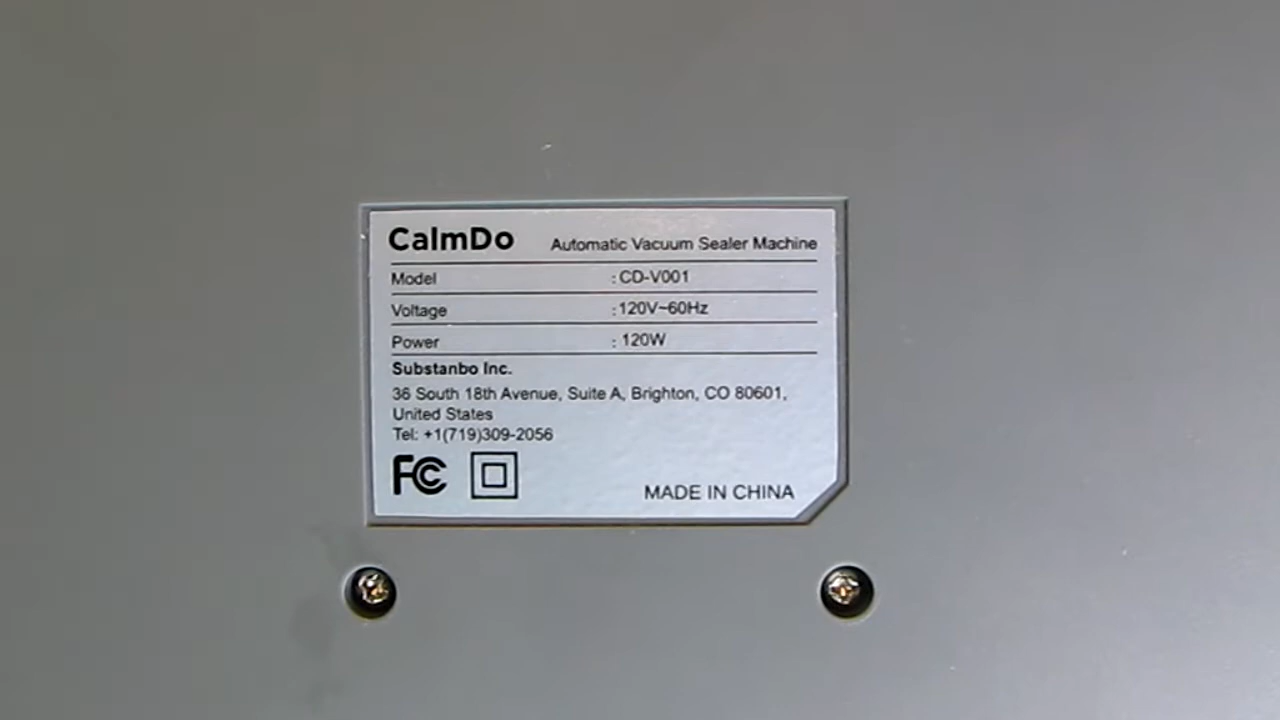 CalmDo Automatic Vacuum Sealer Machine
Model : CD-V001
Voltage : 120V~60Hz
Power : 120W
Substanbo Inc.
36 South 18th Avenue, Suite A, Brighton, CO 80601,
United States
Tel: +1(719)309-2056
FC MADE IN CHINA